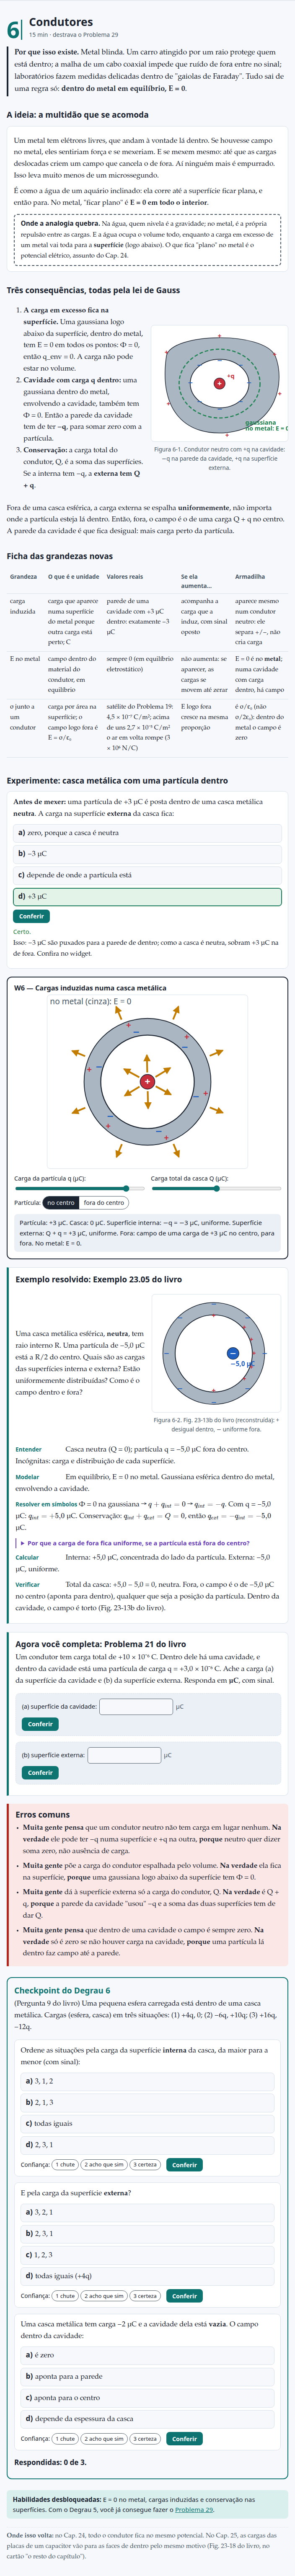 6
Condutores
15 min · destrava o Problema 29
Por que isso existe. Metal blinda. Um carro atingido por um raio protege quem
está dentro; a malha de um cabo coaxial impede que ruído de fora entre no sinal;
laboratórios fazem medidas delicadas dentro de "gaiolas de Faraday". Tudo sai de
uma regra só: dentro do metal em equilíbrio, E = 0.
A ideia: a multidão que se acomoda
Um metal tem elétrons livres, que andam à vontade lá dentro. Se houvesse campo
no metal, eles sentiriam força e se mexeriam. E se mexem mesmo: até que as cargas
deslocadas criem um campo que cancela o de fora. Aí ninguém mais é empurrado.
Isso leva muito menos de um microssegundo.
É como a água de um aquário inclinado: ela corre até a superfície ficar plana, e
então para. No metal, "ficar plano" é E = 0 em todo o interior.
Onde a analogia quebra. Na água, quem nivela é a gravidade; no metal, é a própria
repulsão entre as cargas. E a água ocupa o volume todo, enquanto a carga em excesso de
um metal vai toda para a superfície (logo abaixo). O que fica "plano" no metal é o
potencial elétrico, assunto do Cap. 24.
Três consequências, todas pela lei de Gauss
1. A carga em excesso fica na
superfície. Uma gaussiana logo
abaixo da superfície, dentro do metal,
tem E = 0 em todos os pontos: Φ = 0,
então q_env = 0. A carga não pode
estar no volume.
2. Cavidade com carga q dentro: uma
gaussiana dentro do metal,
envolvendo a cavidade, também tem
Φ = 0. Então a parede da cavidade
tem de ter −q, para somar zero com a
partícula.
3. Conservação: a carga total do
condutor, Q, é a soma das superfícies.
Se a interna tem −q, a externa tem Q
+ q.
+q
gaussiana
no metal: E = 0
Figura 6-1. Condutor neutro com +q na cavidade:
−q na parede da cavidade, +q na superfície
externa.
Fora de uma casca esférica, a carga externa se espalha uniformemente, não importa
onde a partícula esteja lá dentro. Então, fora, o campo é o de uma carga Q + q no centro.
A parede da cavidade é que fica desigual: mais carga perto da partícula.
Ficha das grandezas novas
Grandeza O que é e unidade Valores reais Se ela aumenta... Armadilha
carga induzida
carga que aparece numa superfície do metal porque outra carga está perto; C
parede de uma cavidade com +3 μC dentro: exatamente −3 μC
acompanha a carga que a induz, com sinal oposto
aparece mesmo num condutor neutro; ele separa +/−, não cria carga
E no metal
campo dentro do material do condutor, em equilíbrio
sempre 0 (em equilíbrio eletrostático)
não aumenta: se aparecer, as cargas se movem até zerar
E = 0 é no metal; numa cavidade com carga dentro, há campo
σ junto a um condutor
carga por área na superfície; o campo logo fora é E = σ/ε₀
E logo fora cresce na mesma proporção
é σ/ε₀ (não σ/2ε₀); dentro do metal o campo é zero
Experimente: casca metálica com uma partícula dentro
Antes de mexer: uma partícula de +3 μC é posta dentro de uma casca metálica
neutra. A carga na superfície externa da casca fica:
a) zero, porque a casca é neutra
b) −3 μC
c) depende de onde a partícula está
d) +3 μC
Conferir
Certo.
Isso: −3 μC são puxados para a parede de dentro; como a casca é neutra, sobram +3 μC na
de fora. Confira no widget.
W6 — Cargas induzidas numa casca metálica
no metal (cinza): E = 0
Carga da partícula q (μC): Carga total da casca Q (μC):
Partícula: no centro fora do centro
Partícula: +3 μC. Casca: 0 μC. Superfície interna: −q = −3 μC, uniforme. Superfície
externa: Q + q = +3 μC, uniforme. Fora: campo de uma carga de +3 μC no centro, para
fora. No metal: E = 0.
Exemplo resolvido: Exemplo 23.05 do livro
Uma casca metálica esférica, neutra, tem
raio interno R. Uma partícula de −5,0 μC
está a R/2 do centro. Quais são as cargas
das superfícies interna e externa? Estão
uniformemente distribuídas? Como é o
campo dentro e fora?
−5,0 μC
Figura 6-2. Fig. 23-13b do livro (reconstruída): +
desigual dentro, − uniforme fora.
Entender Casca neutra (Q = 0); partícula q = −5,0 μC fora do centro.
Incógnitas: carga e distribuição de cada superfície.
Modelar Em equilíbrio, E = 0 no metal. Gaussiana esférica dentro do metal,
envolvendo a cavidade.
Resolver em símbolos Φ = 0 na gaussiana → q + q_int = 0 → q_int = −q. Com q = −5,0
μC: q_int = +5,0 μC. Conservação: q_int + q_ext = Q = 0, então q_ext = −q_int = −5,0
μC.
▸ Por que a carga de fora fica uniforme, se a partícula está fora do centro?
Calcular Interna: +5,0 μC, concentrada do lado da partícula. Externa: −5,0
μC, uniforme.
Verificar Total da casca: +5,0 − 5,0 = 0, neutra. Fora, o campo é o de −5,0 μC
no centro (aponta para dentro), qualquer que seja a posição da partícula. Dentro
da cavidade, o campo é torto (Fig. 23-13b do livro).
Agora você completa: Problema 21 do livro
Um condutor tem carga total de +10 × 10⁻⁶ C. Dentro dele há uma cavidade, e
dentro da cavidade está uma partícula de carga q = +3,0 × 10⁻⁶ C. Ache a carga (a)
da superfície da cavidade e (b) da superfície externa. Responda em μC, com sinal.
(a) superfície da cavidade: μC
Conferir
(b) superfície externa: μC
Conferir
Erros comuns
• Muita gente pensa que um condutor neutro não tem carga em lugar nenhum. Na
verdade ele pode ter −q numa superfície e +q na outra, porque neutro quer dizer
soma zero, não ausência de carga.
• Muita gente põe a carga do condutor espalhada pelo volume. Na verdade ela fica
na superfície, porque uma gaussiana logo abaixo da superfície tem Φ = 0.
• Muita gente dá à superfície externa só a carga do condutor, Q. Na verdade é Q +
q, porque a parede da cavidade "usou" −q e a soma das duas superfícies tem de
dar Q.
• Muita gente pensa que dentro de uma cavidade o campo é sempre zero. Na
verdade só é zero se não houver carga na cavidade, porque uma partícula lá
dentro faz campo até a parede.
Checkpoint do Degrau 6
(Pergunta 9 do livro) Uma pequena esfera carregada está dentro de uma casca
metálica. Cargas (esfera, casca) em três situações: (1) +4q, 0; (2) −6q, +10q; (3) +16q,
−12q.
Ordene as situações pela carga da superfície interna da casca, da maior para a
menor (com sinal):
a) 3, 1, 2
b) 2, 1, 3
c) todas iguais
d) 2, 3, 1
Confiança: 1 chute 2 acho que sim 3 certeza Conferir
E pela carga da superfície externa?
a) 3, 2, 1
b) 2, 3, 1
c) 1, 2, 3
d) todas iguais (+4q)
Confiança: 1 chute 2 acho que sim 3 certeza Conferir
Uma casca metálica tem carga −2 μC e a cavidade dela está vazia. O campo
dentro da cavidade:
a) é zero
b) aponta para a parede
c) aponta para o centro
d) depende da espessura da casca
Confiança: 1 chute 2 acho que sim 3 certeza Conferir
Respondidas: 0 de 3.
Habilidades desbloqueadas: E = 0 no metal, cargas induzidas e conservação nas
superfícies. Com o Degrau 5, você já consegue fazer o Problema 29.
Onde isso volta: no Cap. 24, todo o condutor fica no mesmo potencial. No Cap. 25, as cargas das
placas de um capacitor vão para as faces de dentro pelo mesmo motivo (Fig. 23-18 do livro, no
cartão "o resto do capítulo").